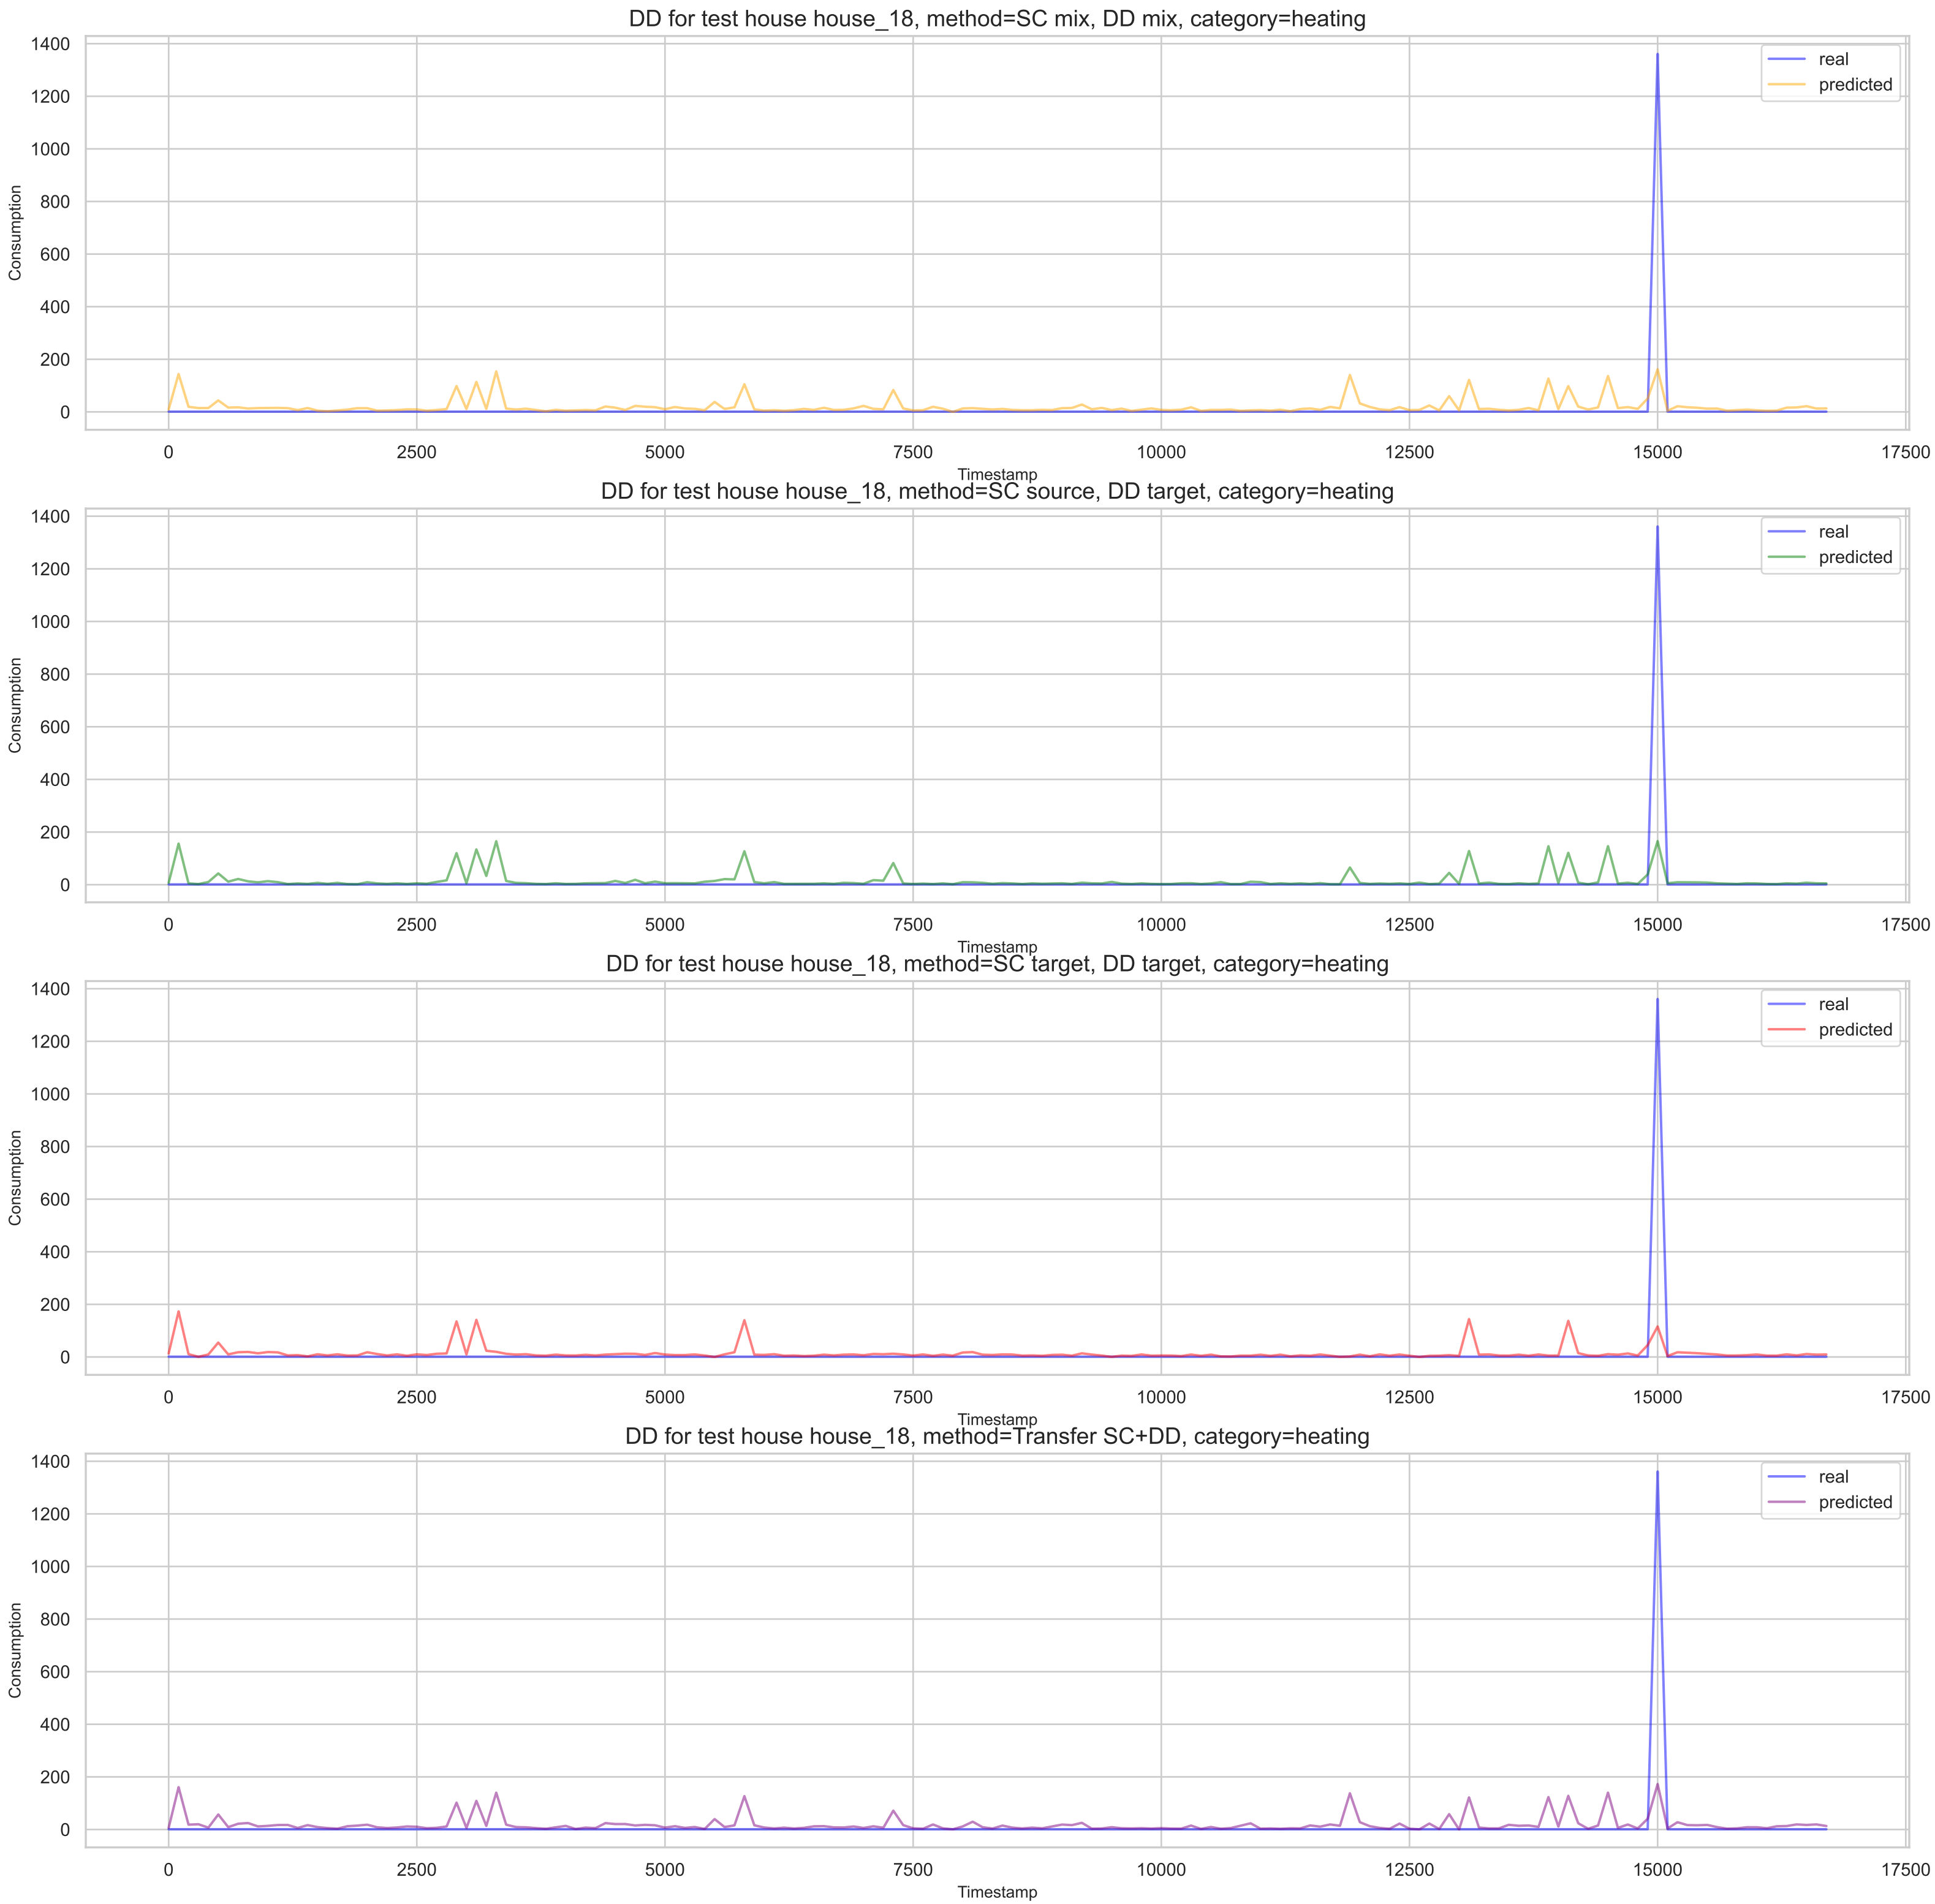 DD for test house house_18, method=SC mix, DD mix, category=heating
1400
1200
1000
800
600
400
200
0
Consumption
real
predicted
0 2500 5000 7500 10000 12500 15000 17500
Timestamp
DD for test house house_18, method=SC source, DD target, category=heating
1400
1200
1000
800
600
400
200
0
Consumption
real
predicted
0 2500 5000 7500 10000 12500 15000 17500
Timestamp
DD for test house house_18, method=SC target, DD target, category=heating
1400
1200
1000
800
600
400
200
0
Consumption
real
predicted
0 2500 5000 7500 10000 12500 15000 17500
Timestamp
DD for test house house_18, method=Transfer SC+DD, category=heating
1400
1200
1000
800
600
400
200
0
Consumption
real
predicted
0 2500 5000 7500 10000 12500 15000 17500
Timestamp